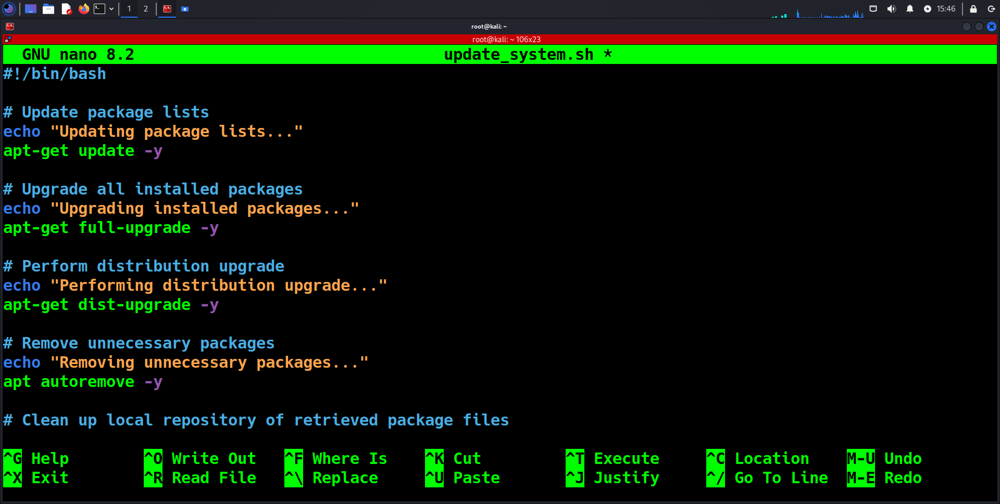 1 2 15:46
root@kali: ~
root@kali: ~ 106x23
GNU nano 8.2 update_system.sh *
#!/bin/bash
# Update package lists
echo "Updating package lists..."
apt-get update -y
# Upgrade all installed packages
echo "Upgrading installed packages..."
apt-get full-upgrade -y
# Perform distribution upgrade
echo "Performing distribution upgrade..."
apt-get dist-upgrade -y
# Remove unnecessary packages
echo "Removing unnecessary packages..."
apt autoremove -y
# Clean up local repository of retrieved package files
^G Help ^O Write Out ^F Where Is ^K Cut ^T Execute ^C Location M-U Undo
^X Exit ^R Read File ^\ Replace ^U Paste ^J Justify ^/ Go To Line M-E Redo